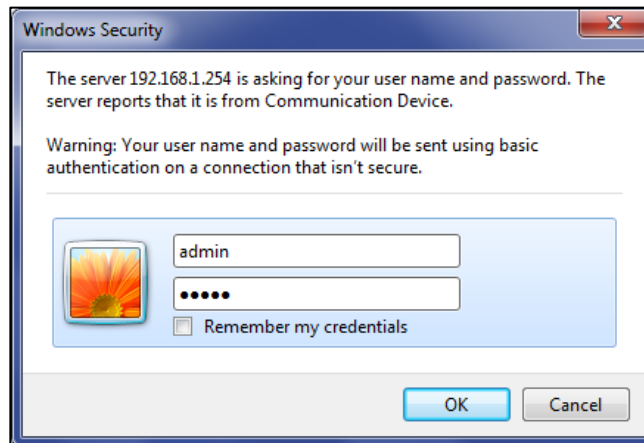 Windows Security
The server 192.168.1.254 is asking for your user name and password. The
server reports that it is from Communication Device.
Warning: Your user name and password will be sent using basic
authentication on a connection that isn't secure.
admin
●●●●●
Remember my credentials
OK
Cancel